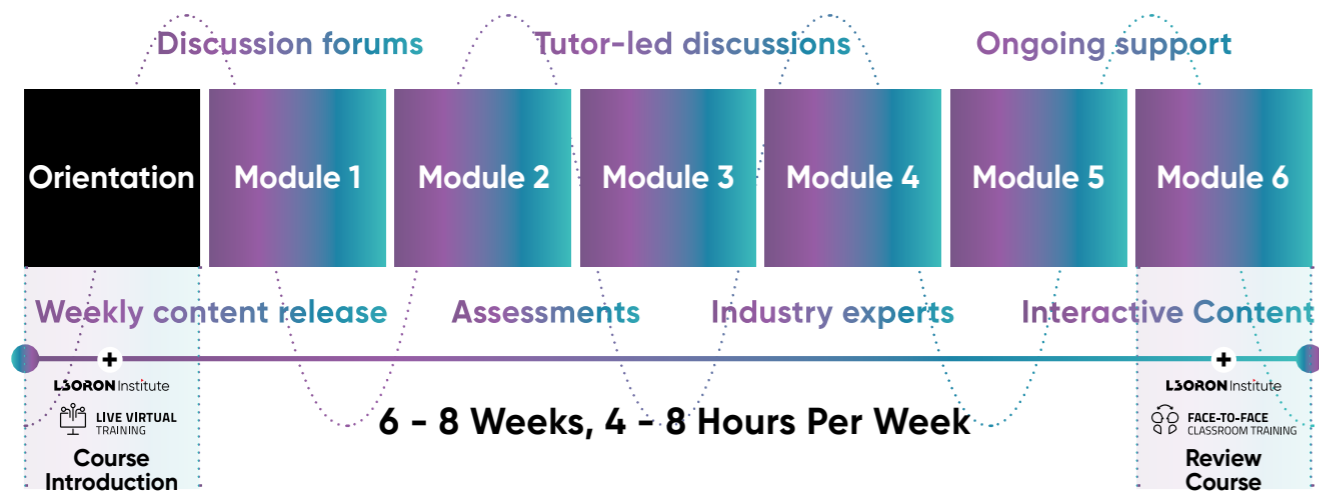 Discussion forums
Tutor-led discussions
Ongoing support
Orientation
Module 1
Module 2
Module 3
Module 4
Module 5
Module 6
Weekly content release
Assessments
Industry experts
Interactive Content
LEORON Institute
LIVE VIRTUAL
TRAINING
Course
Introduction
6 - 8 Weeks, 4 - 8 Hours Per Week
LEORON Institute
FACE-TO-FACE
CLASSROOM TRAINING
Review
Course